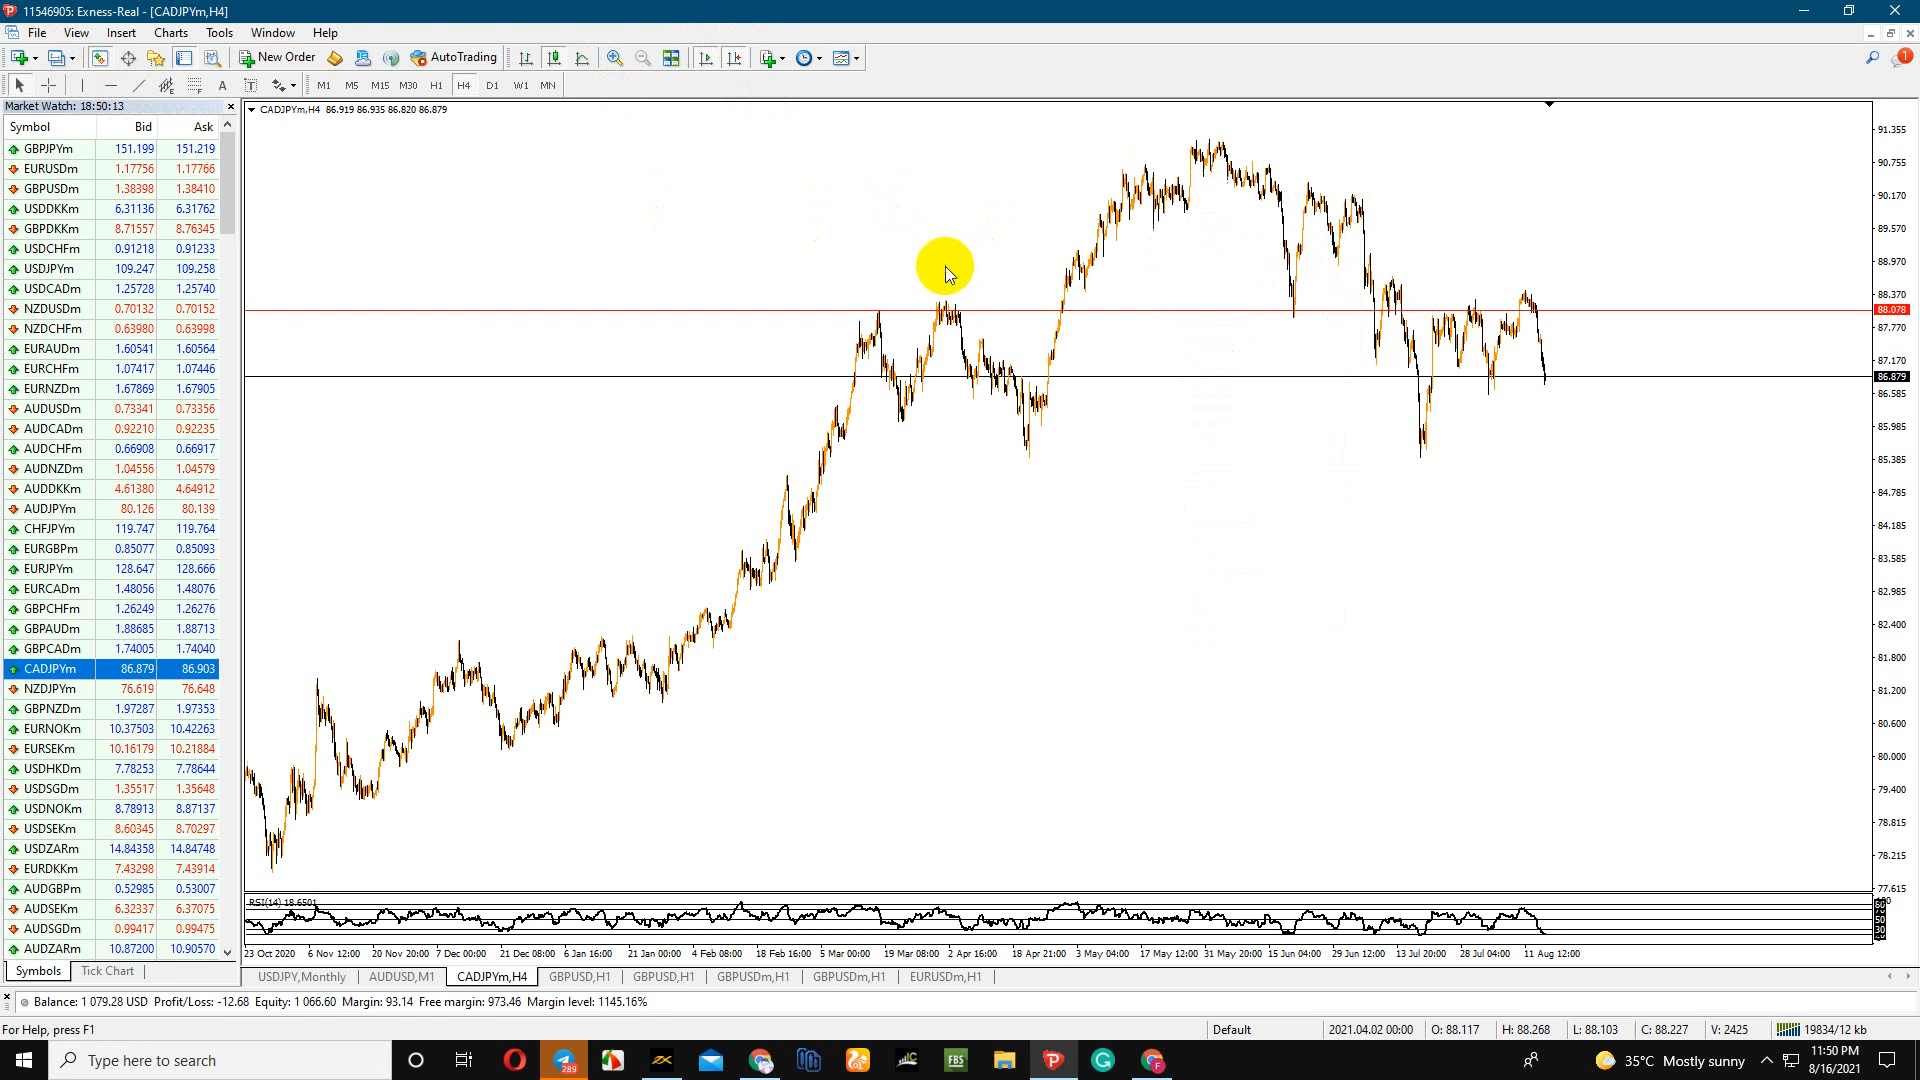 11546905: Exness-Real - [CADJPYm,H4]
File View Insert Charts Tools Window Help
New Order AutoTrading 1
A T M1 M5 M15 M30 H1 H4 D1 W1 MN
Market Watch: 18:50:13
Symbol Bid Ask
GBPJPYm 151.199 151.219
EURUSDm 1.17756 1.17766
GBPUSDm 1.38398 1.38410
USDDKKm 6.31136 6.31762
GBPDKKm 8.71557 8.76345
USDCHFm 0.91218 0.91233
USDJPYm 109.247 109.258
USDCADm 1.25728 1.25740
NZDUSDm 0.70132 0.70152
NZDCHFm 0.63980 0.63998
EURAUDm 1.60541 1.60564
EURCHFm 1.07417 1.07446
EURNZDm 1.67869 1.67905
AUDUSDm 0.73341 0.73356
AUDCADm 0.92210 0.92235
AUDCHFm 0.66908 0.66917
AUDNZDm 1.04556 1.04579
AUDDKKm 4.61380 4.64912
AUDJPYm 80.126 80.139
CHFJPYm 119.747 119.764
EURGBPm 0.85077 0.85093
EURJPYm 128.647 128.666
EURCADm 1.48056 1.48076
GBPCHFm 1.26249 1.26276
GBPAUDm 1.88685 1.88713
GBPCADm 1.74005 1.74040
CADJPYm 86.879 86.903
NZDJPYm 76.619 76.648
GBPNZDm 1.97287 1.97353
EURNOKm 10.37503 10.42263
EURSEKm 10.16179 10.21884
USDHKDm 7.78253 7.78644
USDSGDm 1.35517 1.35648
USDNOKm 8.78913 8.87137
USDSEKm 8.60345 8.70297
USDZARm 14.84358 14.84748
EURDKKm 7.43298 7.43914
AUDGBPm 0.52985 0.53007
AUDSEKm 6.32337 6.37075
AUDSGDm 0.99417 0.99475
AUDZARm 10.87200 10.90570
Symbols Tick Chart
CADJPYm,H4 86.919 86.935 86.820 86.879
91.355
90.755
90.170
89.570
88.970
88.370
88.078
87.770
87.170
86.879
86.585
85.985
85.385
84.785
84.185
83.585
82.985
82.400
81.800
81.200
80.600
80.000
79.400
78.815
78.215
77.615
RSI(14) 18.6501
50
30
23 Oct 2020 6 Nov 12:00 20 Nov 20:00 7 Dec 00:00 21 Dec 08:00 6 Jan 16:00 21 Jan 00:00 4 Feb 08:00 18 Feb 16:00 5 Mar 00:00 19 Mar 08:00 2 Apr 16:00 18 Apr 21:00 3 May 04:00 17 May 12:00 31 May 20:00 15 Jun 04:00 29 Jun 12:00 13 Jul 20:00 28 Jul 04:00 11 Aug 12:00
USDJPY,Monthly AUDUSD,M1 CADJPYm,H4 GBPUSD,H1 GBPUSD,H1 GBPUSDm,H1 GBPUSDm,H1 EURUSDm,H1
Balance: 1 079.28 USD Profit/Loss: -12.68 Equity: 1 066.60 Margin: 93.14 Free margin: 973.46 Margin level: 1145.16%
For Help, press F1 Default 2021.04.02 00:00 O: 88.117 H: 88.268 L: 88.103 C: 88.227 V: 2425 19834/12 kb
Type here to search 289 FBS 35°C Mostly sunny 11:50 PM
8/16/2021